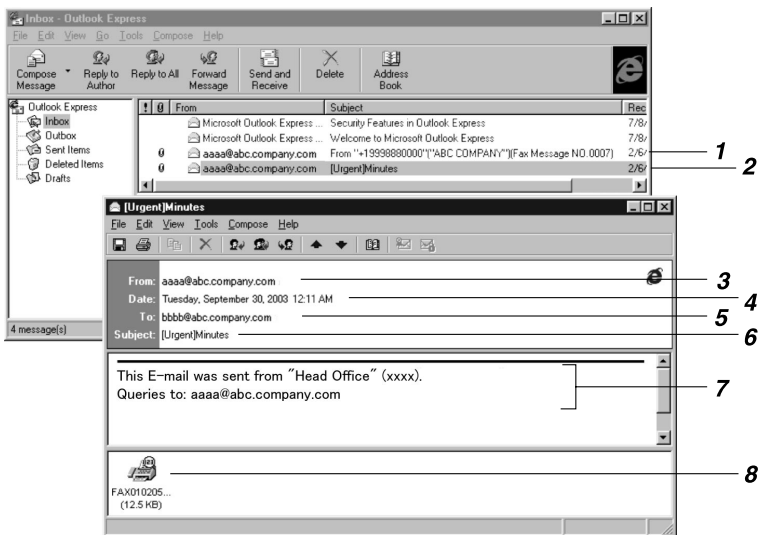 Inbox - Outlook Express
File Edit View Go Tools Compose Help
Compose Message
Reply to Author
Reply to All
Forward Message
Send and Receive
Delete
Address Book
Outlook Express
Inbox
Outbox
Sent Items
Deleted Items
Drafts
! From Subject Rec
Microsoft Outlook Express ... Security Features in Outlook Express 7/8/
Microsoft Outlook Express ... Welcome to Microsoft Outlook Express 7/8/
aaaa@abc.company.com From "+19998880000"("ABC COMPANY")(Fax Message NO.0007) 2/6/
1
aaaa@abc.company.com [Urgent]Minutes 2/6/
2
4 message(s)
[Urgent]Minutes
File Edit View Tools Compose Help
From: aaaa@abc.company.com
3
Date: Tuesday, September 30, 2003 12:11 AM
4
To: bbbb@abc.company.com
5
Subject: [Urgent]Minutes
6
This E-mail was sent from "Head Office" (xxxx).
Queries to: aaaa@abc.company.com
7
FAX010205...
(12.5 KB)
8